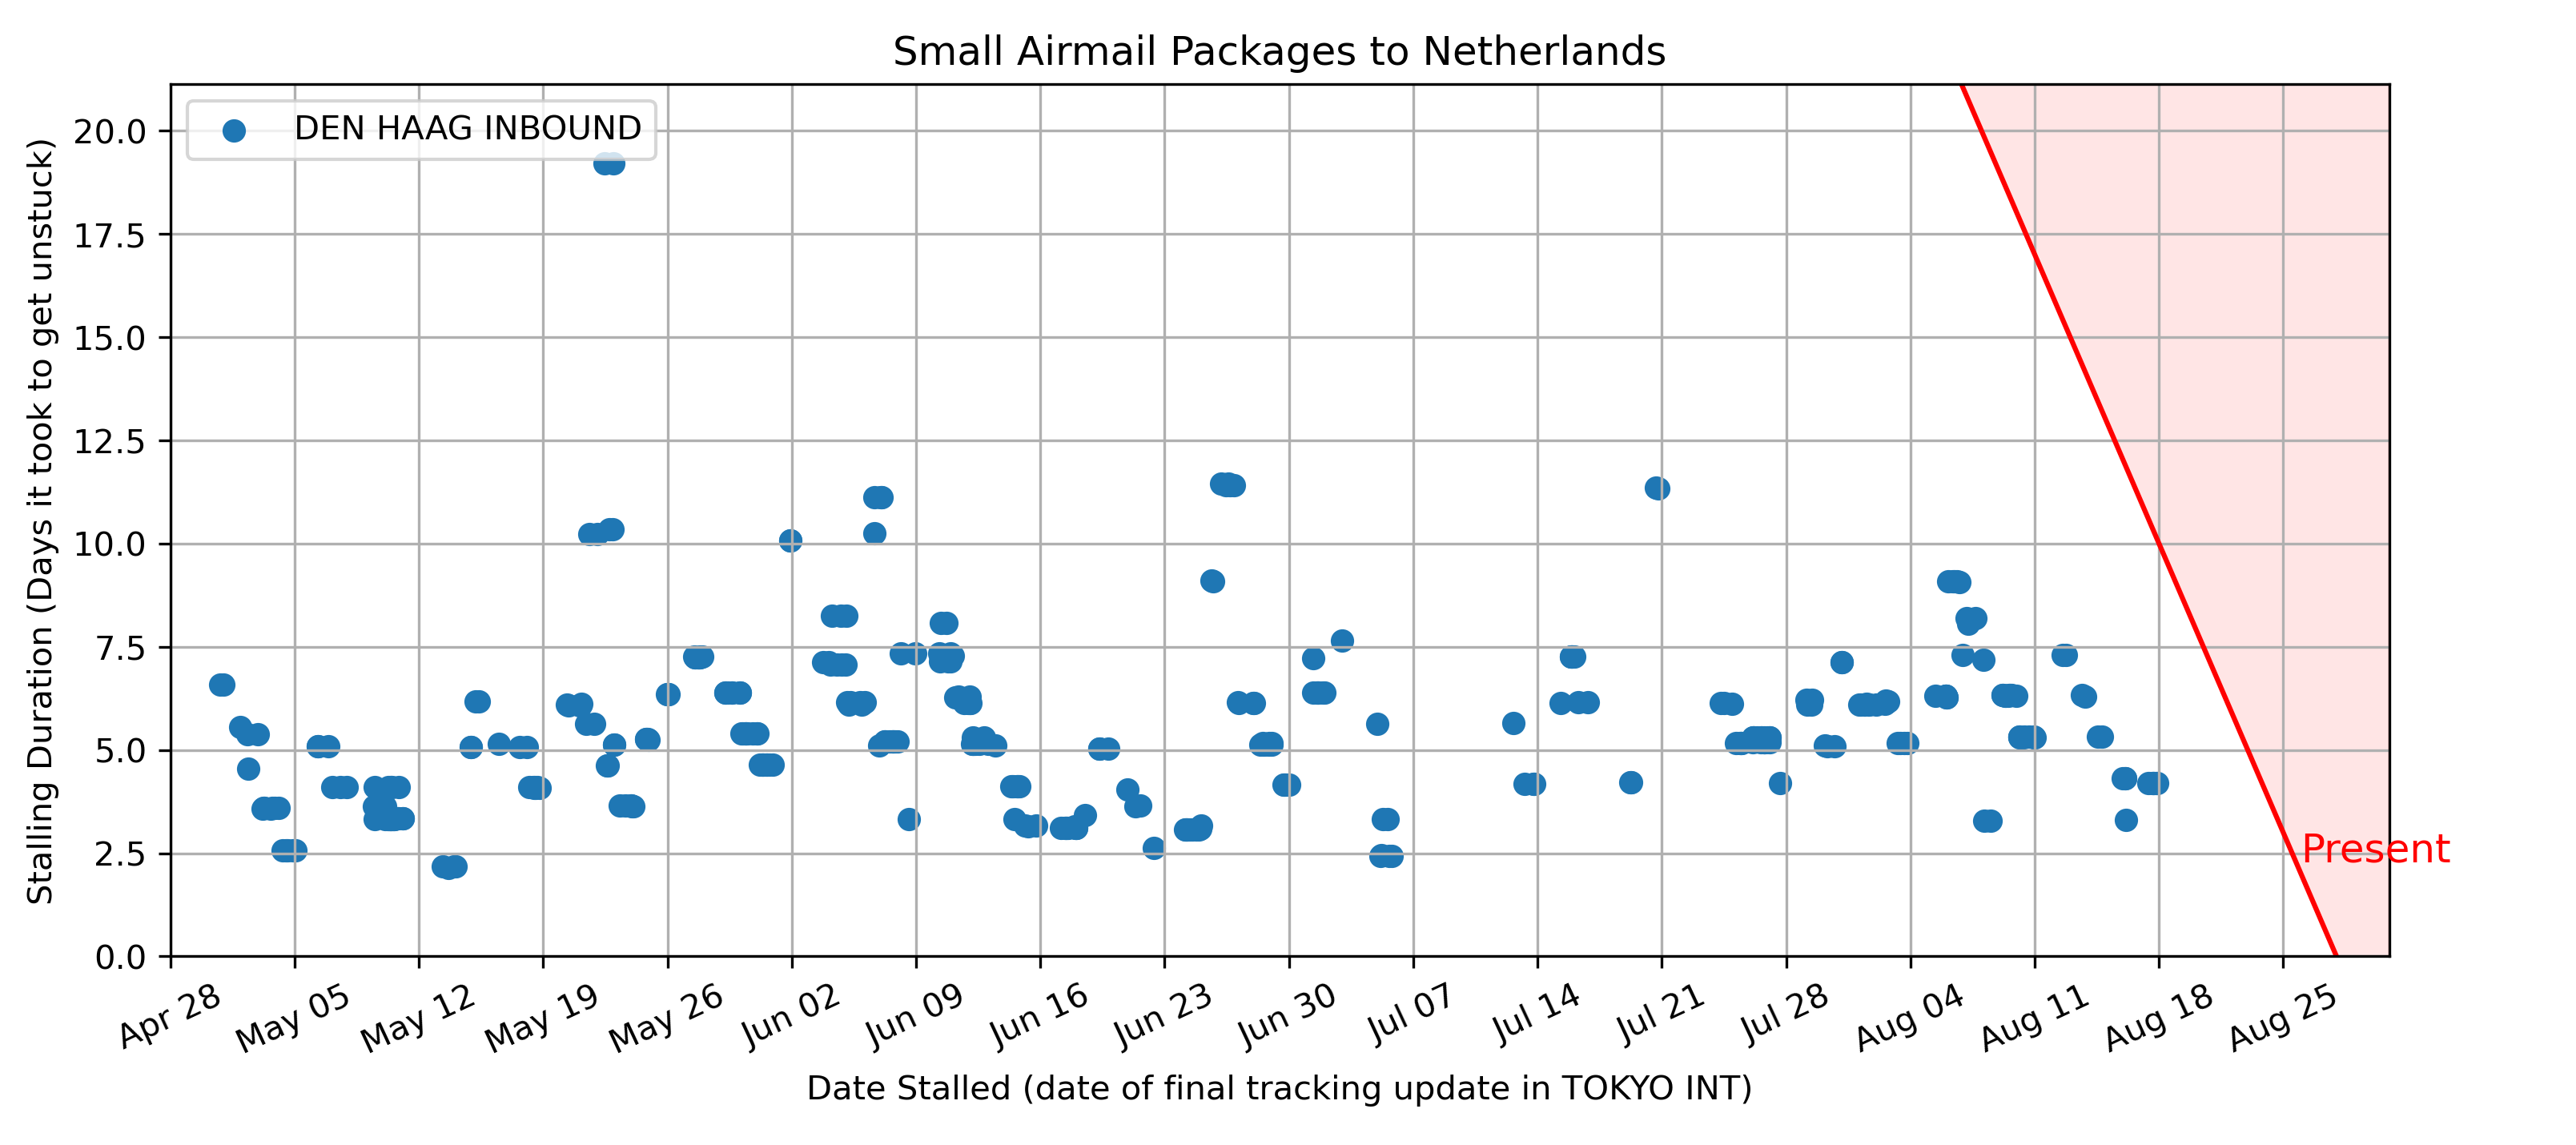 Small Airmail Packages to Netherlands
DEN HAAG INBOUND
Stalling Duration (Days it took to get unstuck)
20.0
17.5
15.0
12.5
10.0
7.5
5.0
2.5
0.0
Present
Apr 28
May 05
May 12
May 19
May 26
Jun 02
Jun 09
Jun 16
Jun 23
Jun 30
Jul 07
Jul 14
Jul 21
Jul 28
Aug 04
Aug 11
Aug 18
Aug 25
Date Stalled (date of final tracking update in TOKYO INT)